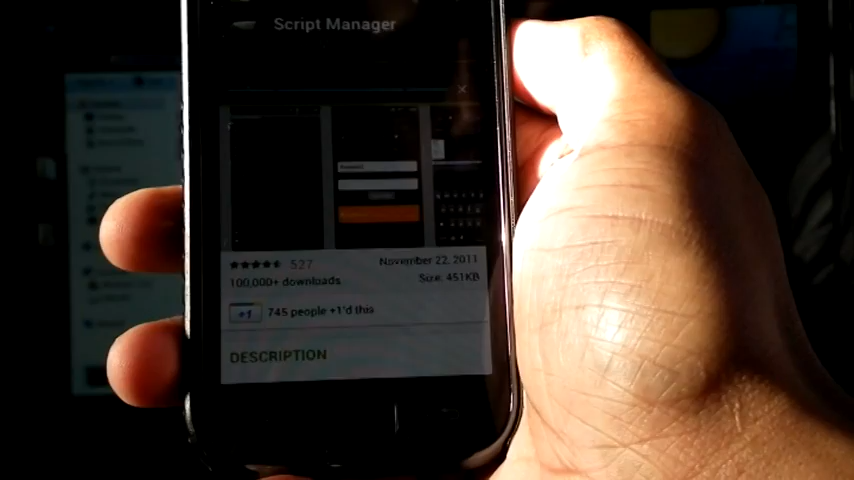 Script Manager
527
November 22, 2011
100,000+ downloads
Size: 451KB
+1 745 people +1'd this
DESCRIPTION